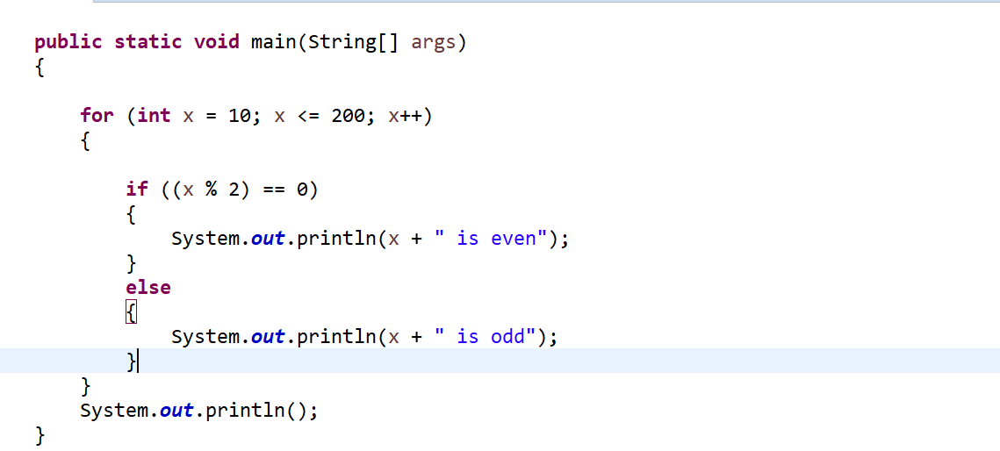 public static void main(String[] args)
{
for (int x = 10; x <= 200; x++)
{
if ((x % 2) == 0)
{
System.out.println(x + " is even");
}
else
{
System.out.println(x + " is odd");
}
}
System.out.println();
}